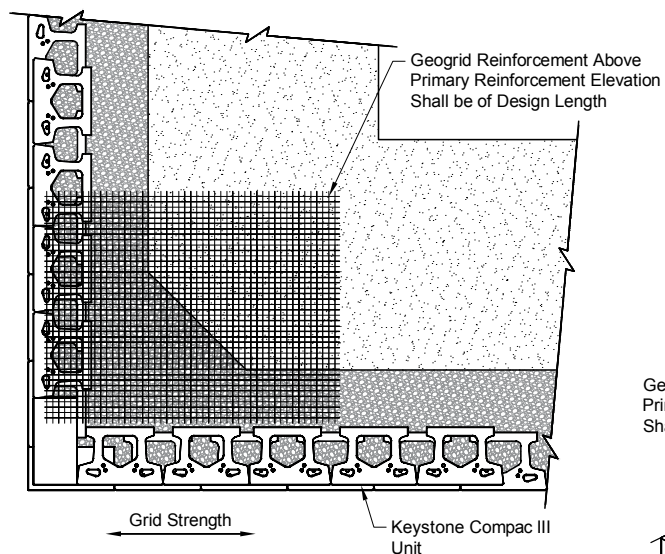 Geogrid Reinforcement Above
Primary Reinforcement Elevation
Shall be of Design Length
Grid Strength
Keystone Compac III
Unit